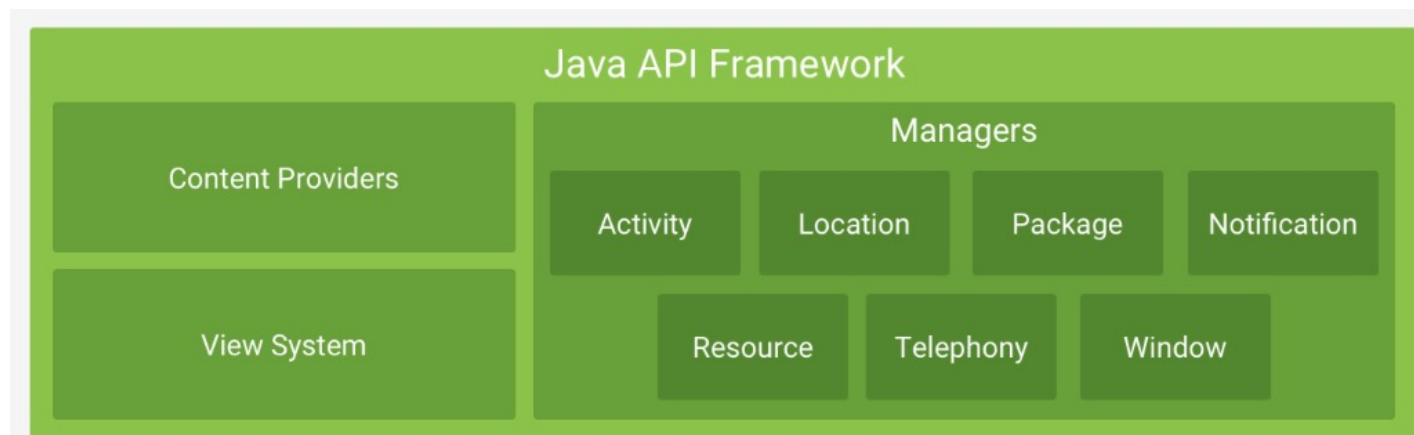 Java API Framework
Content Providers
View System
Managers
Activity
Location
Package
Notification
Resource
Telephony
Window